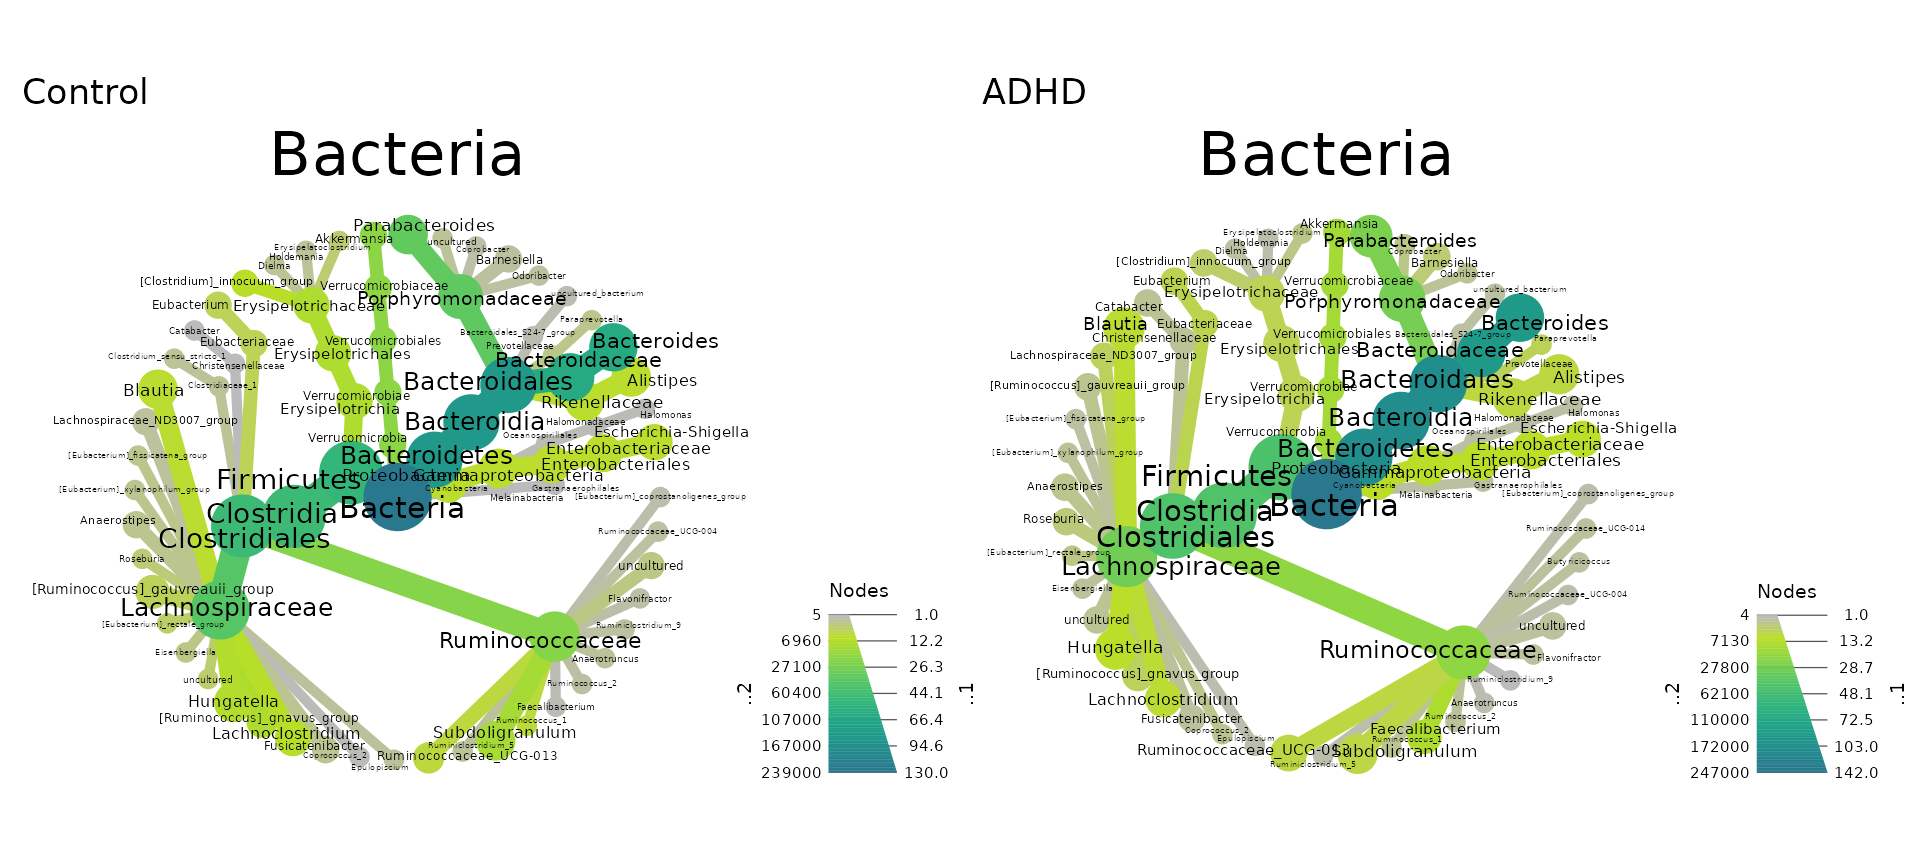 Control
Bacteria
Parabacteroides
Akkermansia
uncultured
Erysipelatoclostridium
Coprobacter
Holdemania
Barnesiella
Dielma
Odoribacter
[Clostridium]_innocuum_group
Verrucomicrobiaceae
uncultured_bacterium
Porphyromonadaceae
Eubacterium
Erysipelotrichaceae
Paraprevotella
Catabacter
Bacteroidales_S24-7_group
Eubacteriaceae
Verrucomicrobiales
Bacteroides
Prevotellaceae
Clostridium_sensu_stricto_1
Erysipelotrichales
Bacteroidaceae
Christensenellaceae
Bacteroidales
Alistipes
Clostridiaceae_1
Blautia
Verrucomicrobiae
Rikenellaceae
Erysipelotrichia
Halomonas
Lachnospiraceae_ND3007_group
Bacteroidia
Halomonadaceae
Escherichia-Shigella
Verrucomicrobia
Oceanospirillales
Enterobacteriaceae
[Eubacterium]_fissicatena_group
Bacteroidetes
Enterobacteriales
Firmicutes
Proteobacteria
Gammaproteobacteria
[Eubacterium]_xylanophilum_group
Cyanobacteria
Gastranaerophilales
Melainabacteria
[Eubacterium]_coprostanoligenes_group
Bacteria
Clostridia
Anaerostipes
Ruminococcaceae_UCG-004
Clostridiales
Roseburia
uncultured
[Ruminococcus]_gauvreauii_group
Flavonifractor
Lachnospiraceae
[Eubacterium]_rectale_group
Ruminiclostridium_9
Ruminococcaceae
Eisenbergiella
Anaerotruncus
uncultured
Ruminococcus_2
Hungatella
Faecalibacterium
[Ruminococcus]_gnavus_group
Ruminococcus_1
Lachnoclostridium
Subdoligranulum
Fusicatenibacter
Ruminiclostridium_5
Coprococcus_2
Ruminococcaceae_UCG-013
Epulopiscium
Nodes
5 1.0
6960 12.2
27100 26.3
60400 44.1
107000 66.4
167000 94.6
239000 130.0
..2
..1
ADHD
Bacteria
Akkermansia
Erysipelatoclostridium
Parabacteroides
Holdemania
Dielma
Coprobacter
[Clostridium]_innocuum_group
Barnesiella
Odoribacter
Eubacterium
Verrucomicrobiaceae
Erysipelotrichaceae
uncultured_bacterium
Porphyromonadaceae
Catabacter
Blautia
Eubacteriaceae
Bacteroides
Christensenellaceae
Verrucomicrobiales
Bacteroidales_S24-7_group
Paraprevotella
Erysipelotrichales
Bacteroidaceae
Lachnospiraceae_ND3007_group
Prevotellaceae
Bacteroidales
Alistipes
[Ruminococcus]_gauvreauii_group
Verrucomicrobiae
Erysipelotrichia
Rikenellaceae
Halomonas
[Eubacterium]_fissicatena_group
Bacteroidia
Halomonadaceae
Verrucomicrobia
Oceanospirillales
Escherichia-Shigella
Enterobacteriaceae
[Eubacterium]_xylanophilum_group
Bacteroidetes
Enterobacteriales
Proteobacteria
Gammaproteobacteria
Firmicutes
Anaerostipes
Cyanobacteria
Gastranaerophilales
Melainabacteria
[Eubacterium]_coprostanoligenes_group
Bacteria
Clostridia
Roseburia
Ruminococcaceae_UCG-014
Clostridiales
[Eubacterium]_rectale_group
Butyricicoccus
Lachnospiraceae
Eisenbergiella
Ruminococcaceae_UCG-004
uncultured
uncultured
Hungatella
Ruminococcaceae
Flavonifractor
[Ruminococcus]_gnavus_group
Ruminiclostridium_9
Lachnoclostridium
Anaerotruncus
Fusicatenibacter
Ruminococcus_2
Coprococcus_2
Faecalibacterium
Epulopiscium
Ruminococcus_1
Ruminococcaceae_UCG-013
Subdoligranulum
Ruminiclostridium_5
Nodes
4 1.0
7130 13.2
27800 28.7
62100 48.1
110000 72.5
172000 103.0
247000 142.0
..2
..1